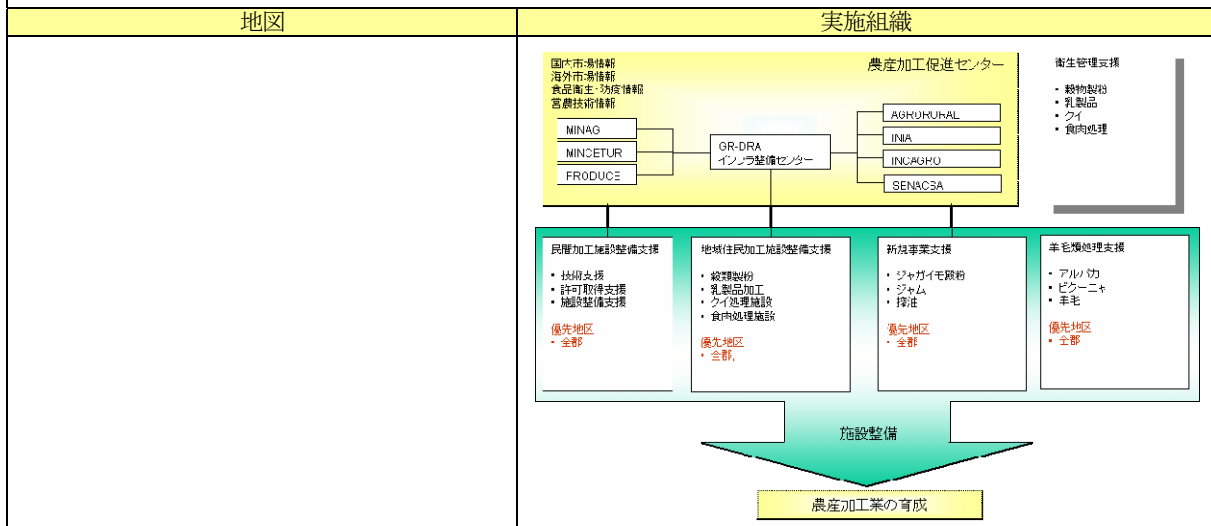 地図
実施組織
国内市場情報
海外市場情報
食品衛生・防疫情報
営農技術情報
農産加工促進センター
MINAG
MINCETUR
PRODUCE
GR-DRA
インフラ整備センター
AGRORURAL
INIA
INCAGRO
SENACSA
衛生管理支援
・ 穀物製粉
・ 乳製品
・ クイ
・ 食肉処理
民間加工施設整備支援
・ 技術支援
・ 許可取得支援
・ 施設整備支援
優先地区
・ 全郡
地域住民加工施設整備支援
・ 穀類製粉
・ 乳製品加工
・ クイ処理施設
・ 食肉処理施設
優先地区
・ 全郡,
新規事業支援
・ ジャガイモ澱粉
・ ジャム
・ 搾油
優先地区
・ 全郡
羊毛類処理支援
・ アルパカ
・ ビクーニャ
・ 羊毛
優先地区
・ 全郡
施設整備
農産加工業の育成